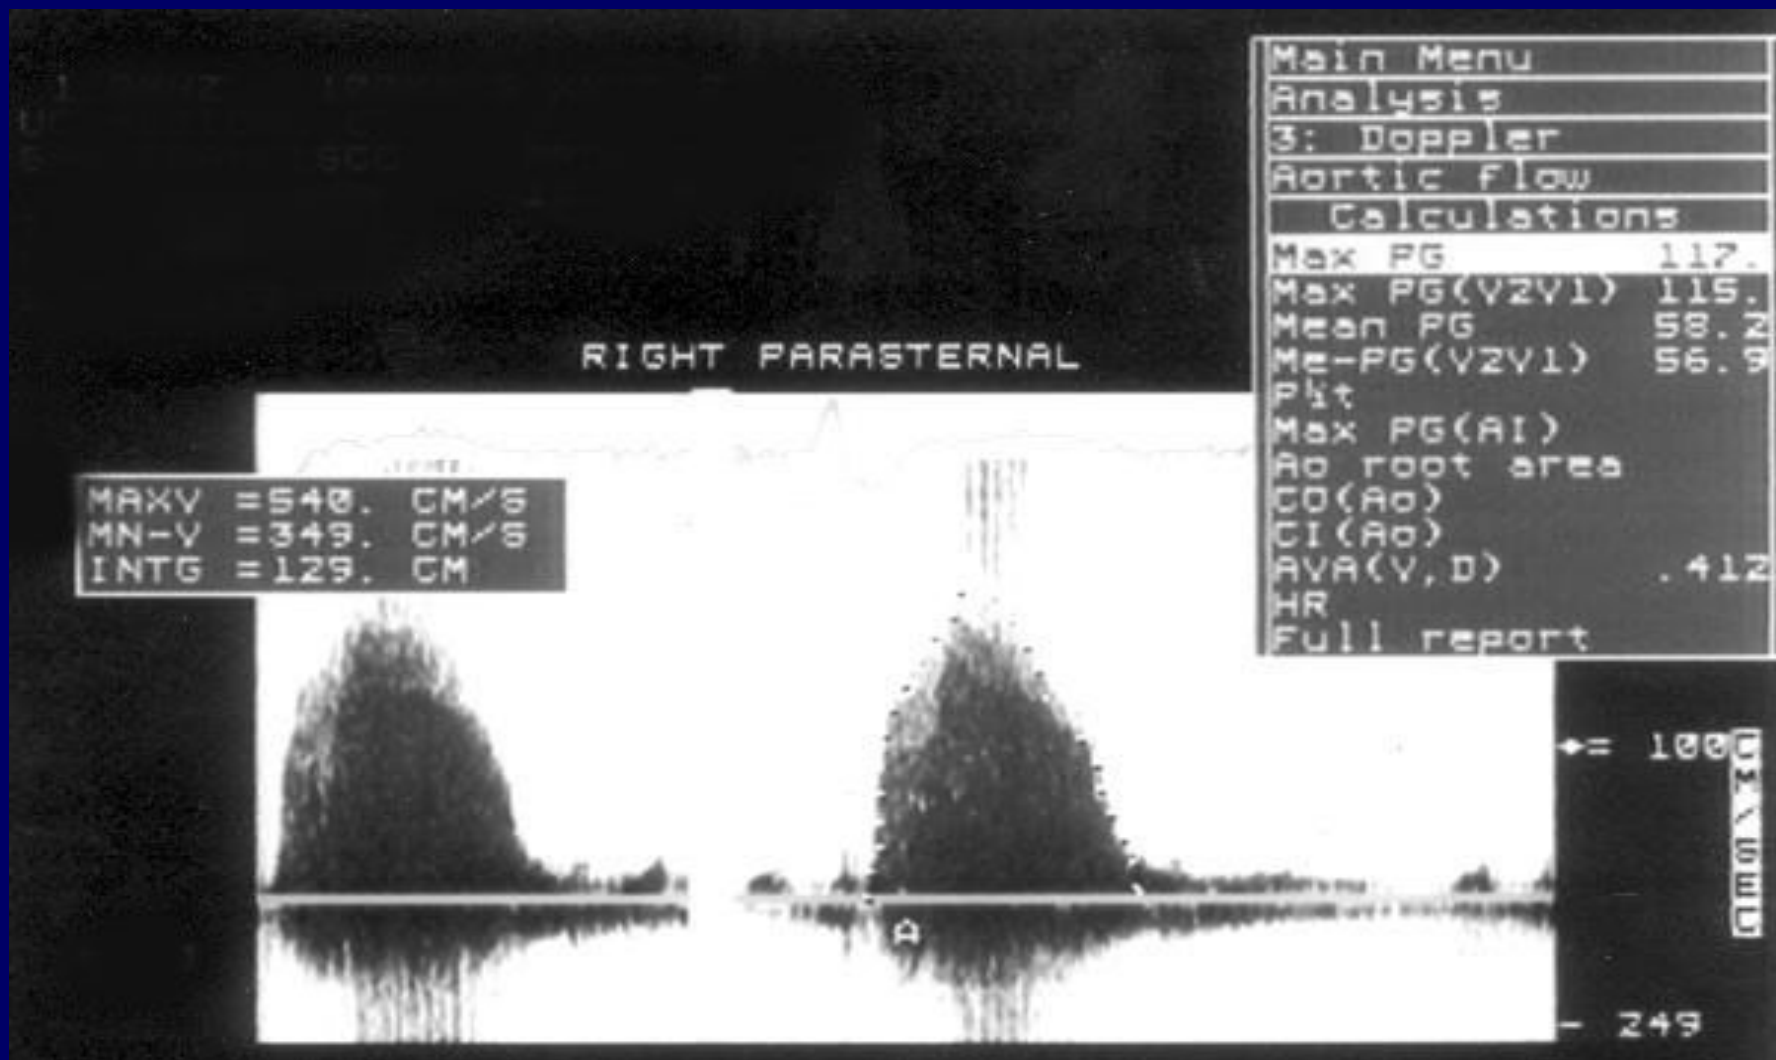 Main Menu
Analysis
3: Doppler
Aortic flow
Calculations
Max PG 117.
Max PG(V2V1) 115.
Mean PG 58.2
Me-PG(V2V1) 56.9
P½t
Max PG(AI)
Ao root area
CO(Ao)
CI(Ao)
AVA(V,D) .412
HR
Full report
RIGHT PARASTERNAL
MAXV =540. CM/S
MN-V =349. CM/S
INTG =129. CM
= 100
CM/SEC
A
- 249